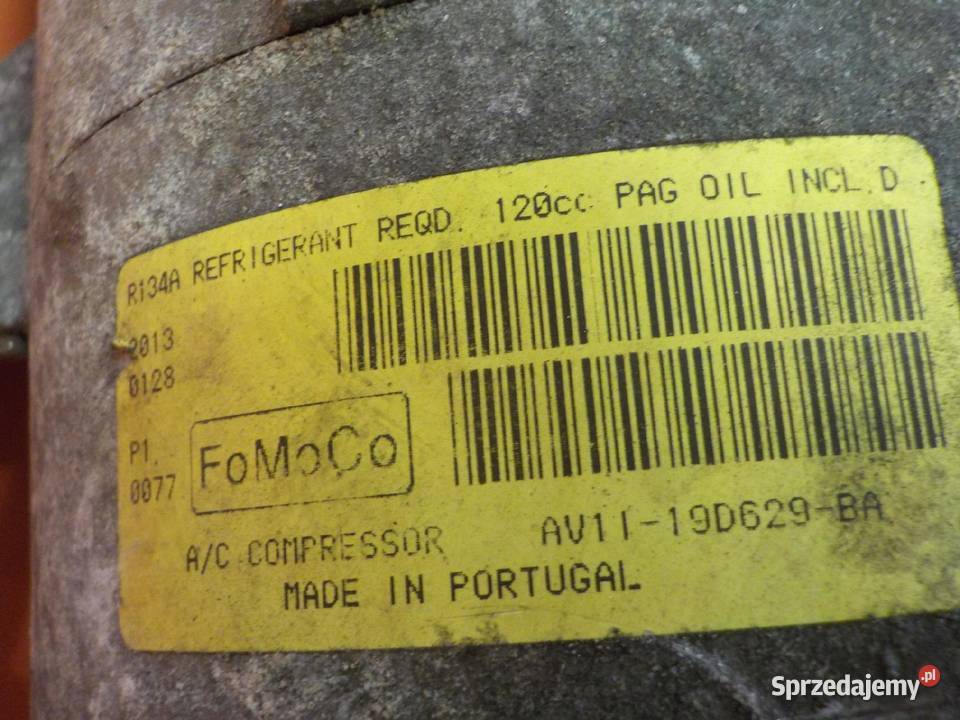 R134A REFRIGERANT REQD. 120cc PAG OIL INCL.D
2013
0128
P1.
0077
FoMoCo
A/C COMPRESSOR AV11-19D629-BA
MADE IN PORTUGAL
Sprzedajemy.pl